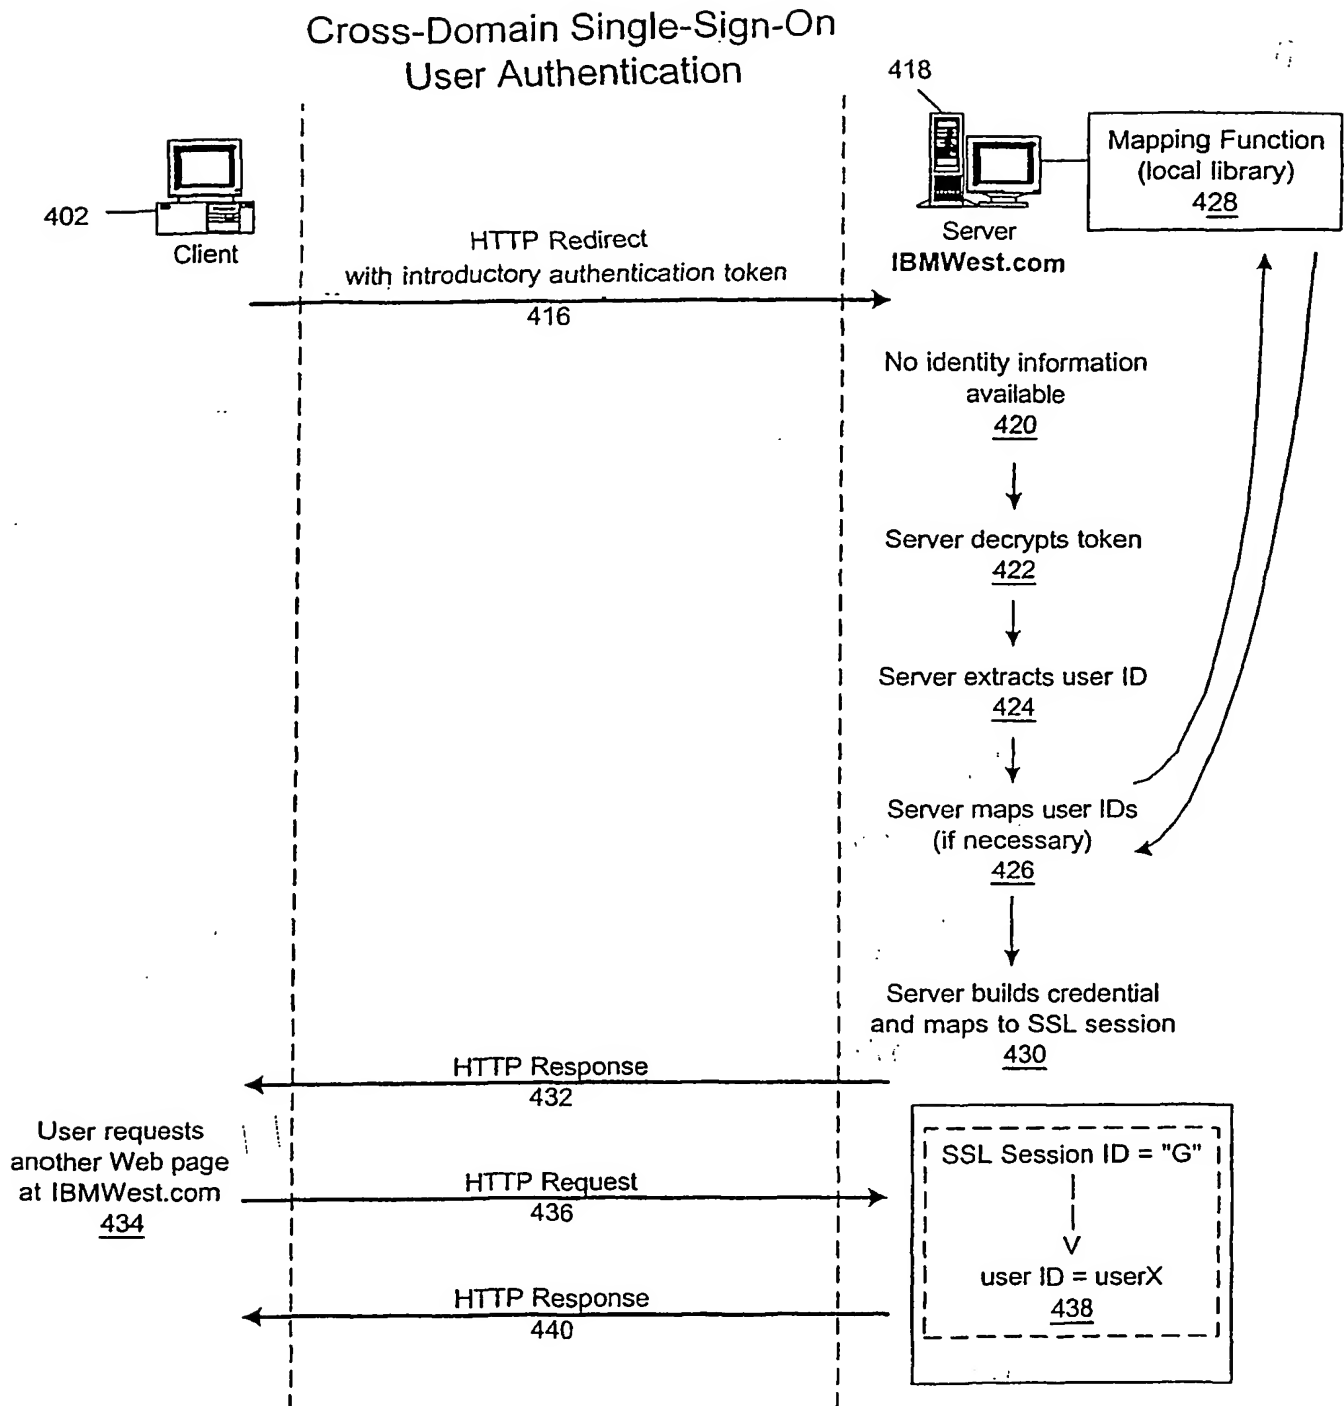 Cross-Domain Single-Sign-On
User Authentication
418
Mapping Function
(local library)
428
402
Client
Server
IBMWest.com
HTTP Redirect
with introductory authentication token
416
No identity information
available
420
Server decrypts token
422
Server extracts user ID
424
Server maps user IDs
(if necessary)
426
Server builds credential
and maps to SSL session
430
HTTP Response
432
User requests
another Web page
at IBMWest.com
434
HTTP Request
436
SSL Session ID = "G"
user ID = userX
438
HTTP Response
440